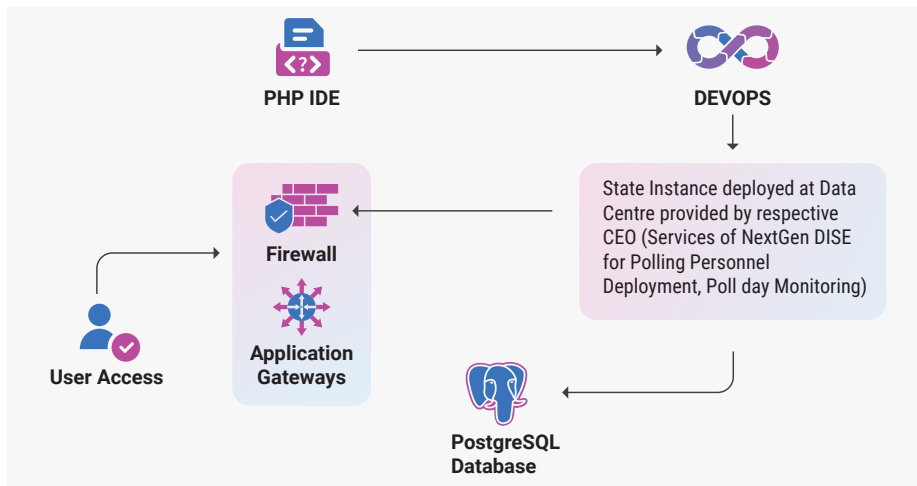 <?>
PHP IDE
DEVOPS
State Instance deployed at Data
Centre provided by respective
CEO (Services of NextGen DISE
for Polling Personnel
Deployment, Poll day Monitoring)
Firewall
Application
Gateways
User Access
PostgreSQL
Database